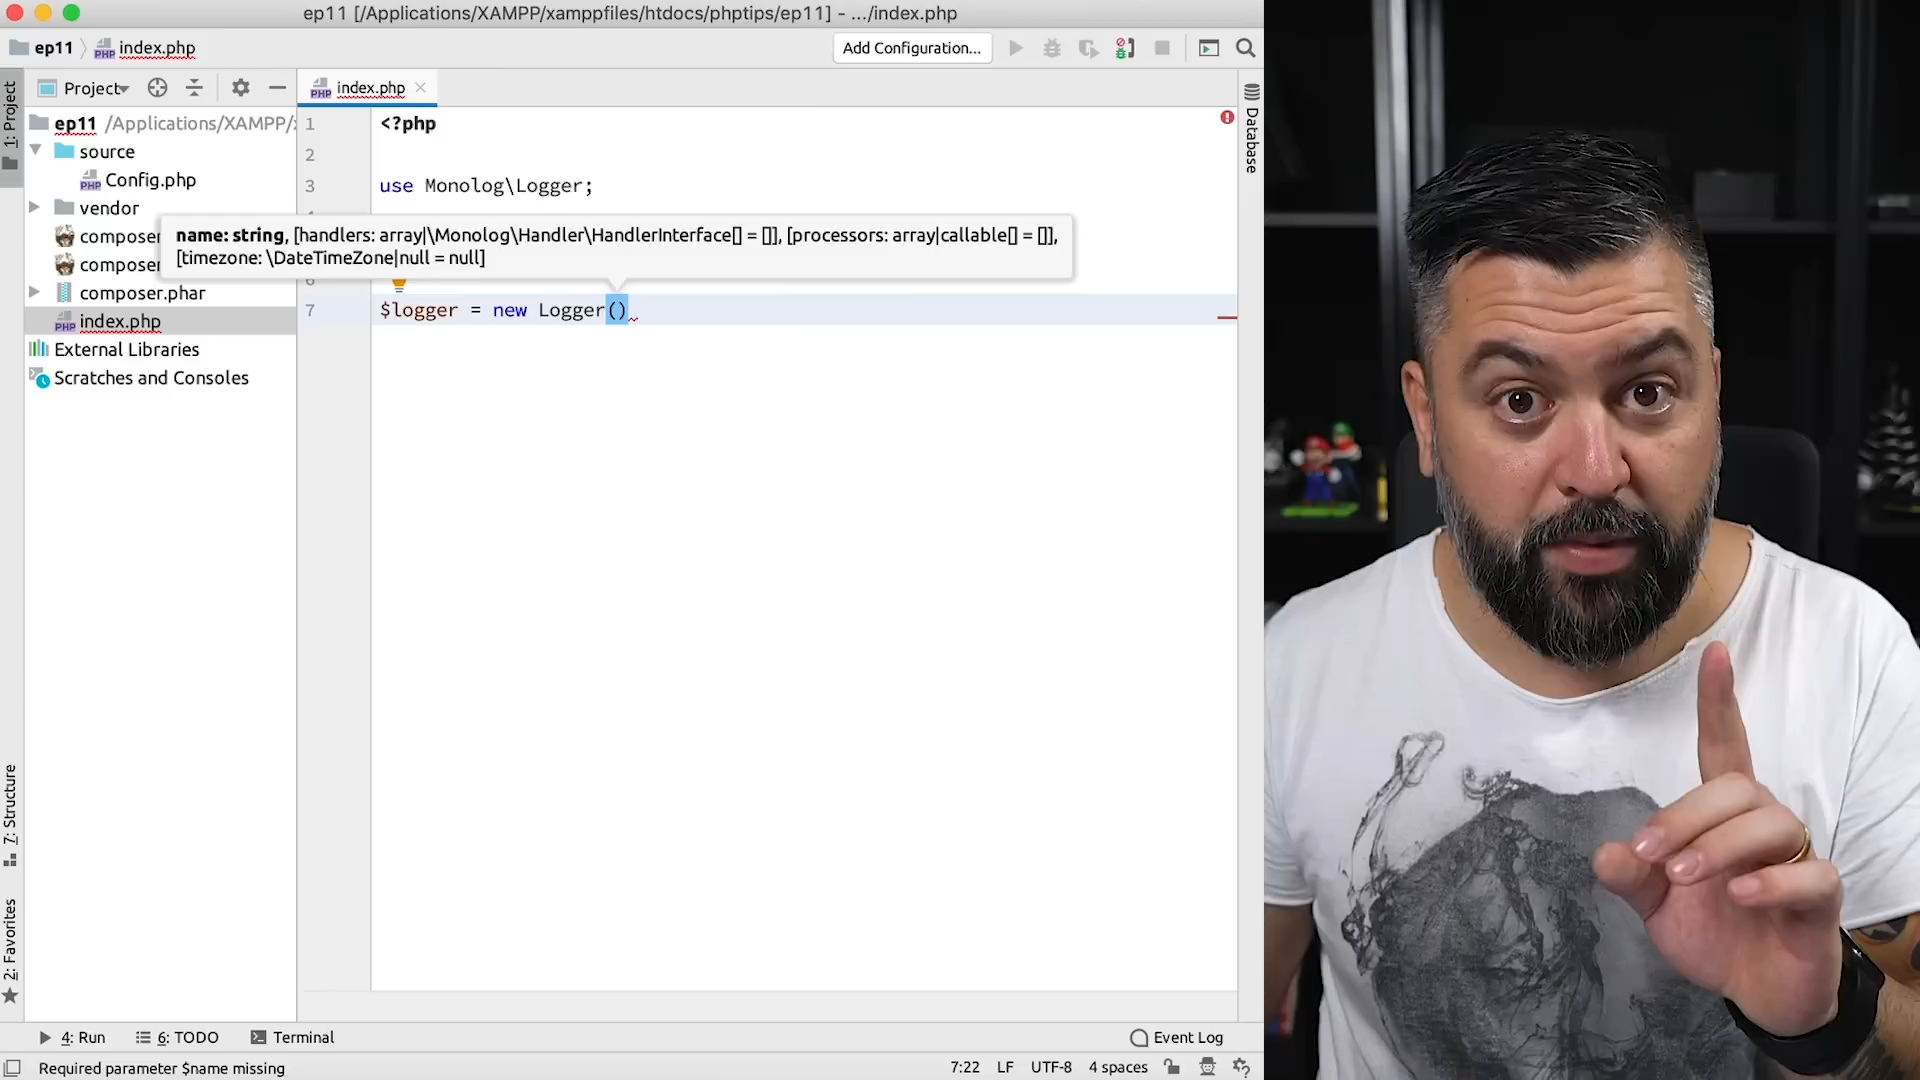 ep11 [/Applications/XAMPP/xamppfiles/htdocs/phptips/ep11] - .../index.php
ep11
index.php
Add Configuration...
1: Project
Project
index.php
Database
ep11 /Applications/XAMPP/
source
Config.php
vendor
composer
composer
composer.phar
index.php
External Libraries
Scratches and Consoles
1 <?php
2
3 use Monolog\Logger;
name: string, [handlers: array|\Monolog\Handler\HandlerInterface[] = []], [processors: array|callable[] = []],
[timezone: \DateTimeZone|null = null]
7 $logger = new Logger()
7: Structure
2: Favorites
4: Run
6: TODO
Terminal
Event Log
Required parameter $name missing
7:22 LF UTF-8 4 spaces